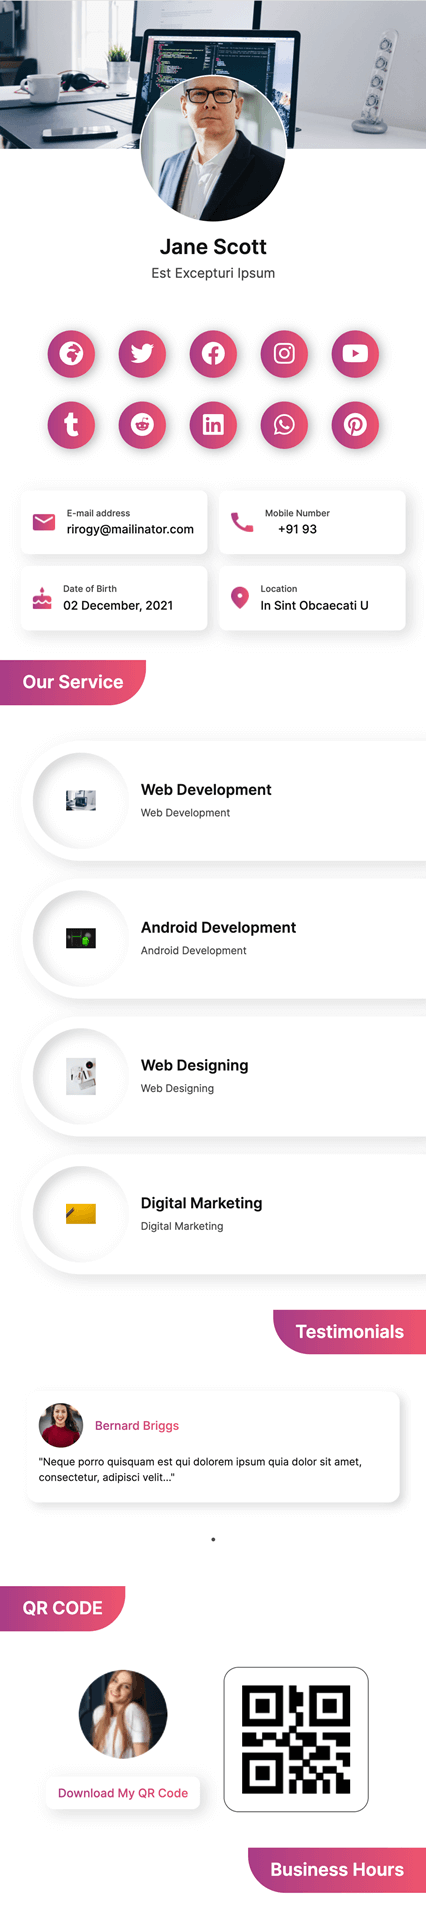 Jane Scott
Est Excepturi Ipsum
E-mail address
rirogy@mailinator.com
Mobile Number
+91 93
Date of Birth
02 December, 2021
Location
In Sint Obcaecati U
Our Service
Web Development
Web Development
Android Development
Android Development
Web Designing
Web Designing
Digital Marketing
Digital Marketing
Testimonials
Bernard Briggs
"Neque porro quisquam est qui dolorem ipsum quia dolor sit amet,
consectetur, adipisci velit..."
QR CODE
Download My QR Code
Business Hours